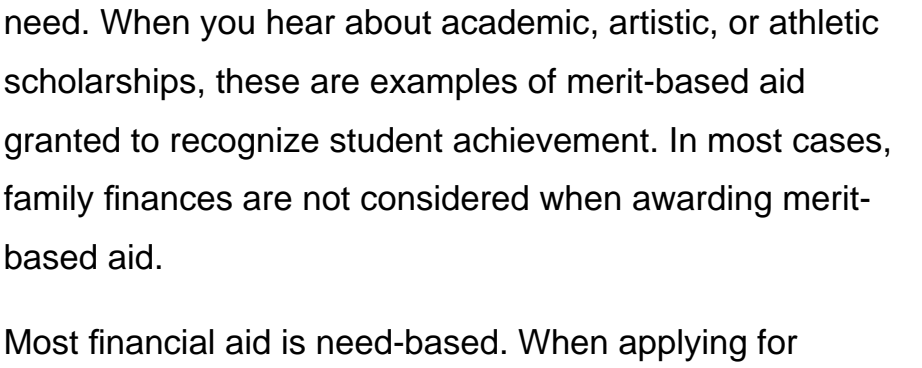 need. When you hear about academic, artistic, or athletic
scholarships, these are examples of merit-based aid
granted to recognize student achievement. In most cases,
family finances are not considered when awarding merit-
based aid.
Most financial aid is need-based. When applying for